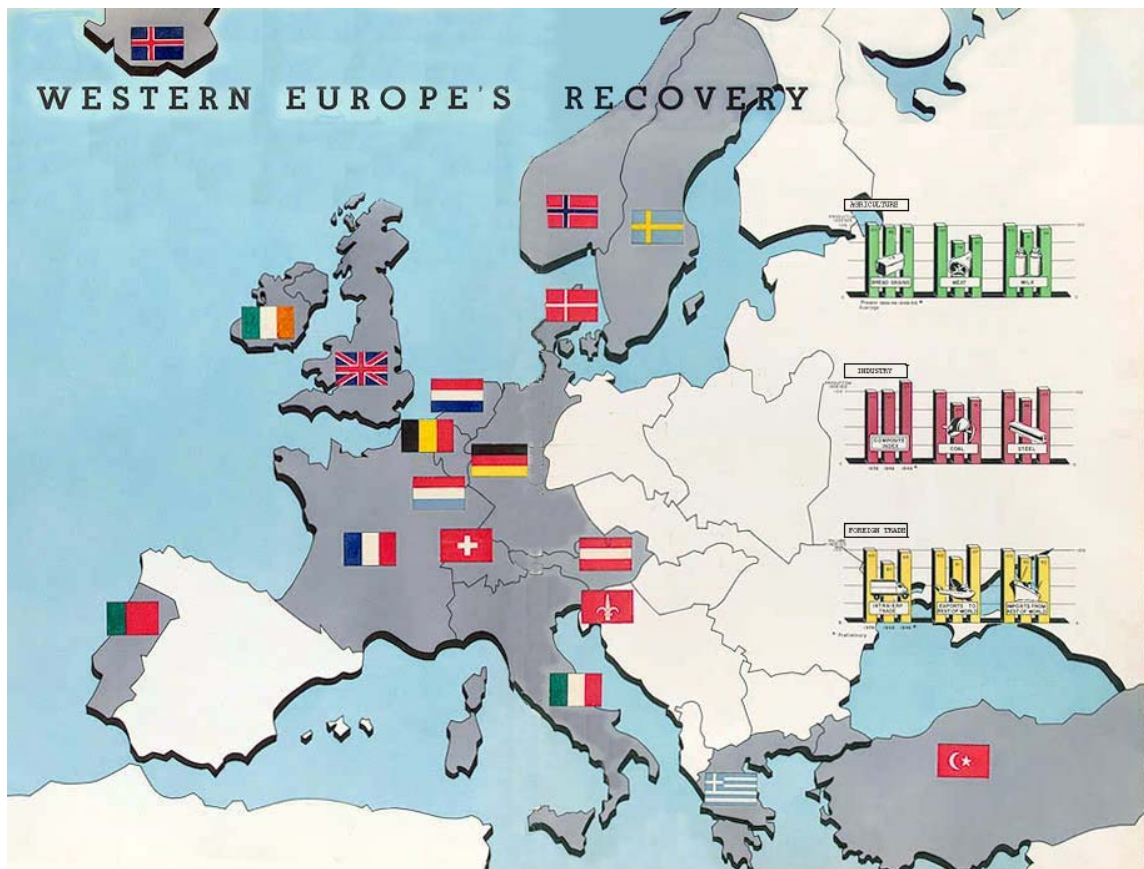 WESTERN EUROPE'S RECOVERY
AGRICULTURE
BREAD GRAINS
MEAT
MILK
INDUSTRY
COMPOSITE
INDEX
COAL
STEEL
FOREIGN TRADE
INTRA-ERP
TRADE
EXPORTS TO
REST OF WORLD
IMPORTS FROM
REST OF WORLD
* Preliminary